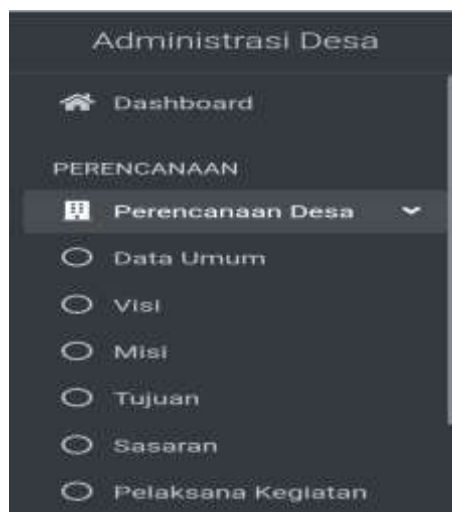 Administrasi Desa
Dashboard
PERENCANAAN
Perencanaan Desa
Data Umum
Visi
Misi
Tujuan
Sasaran
Pelaksana Kegiatan